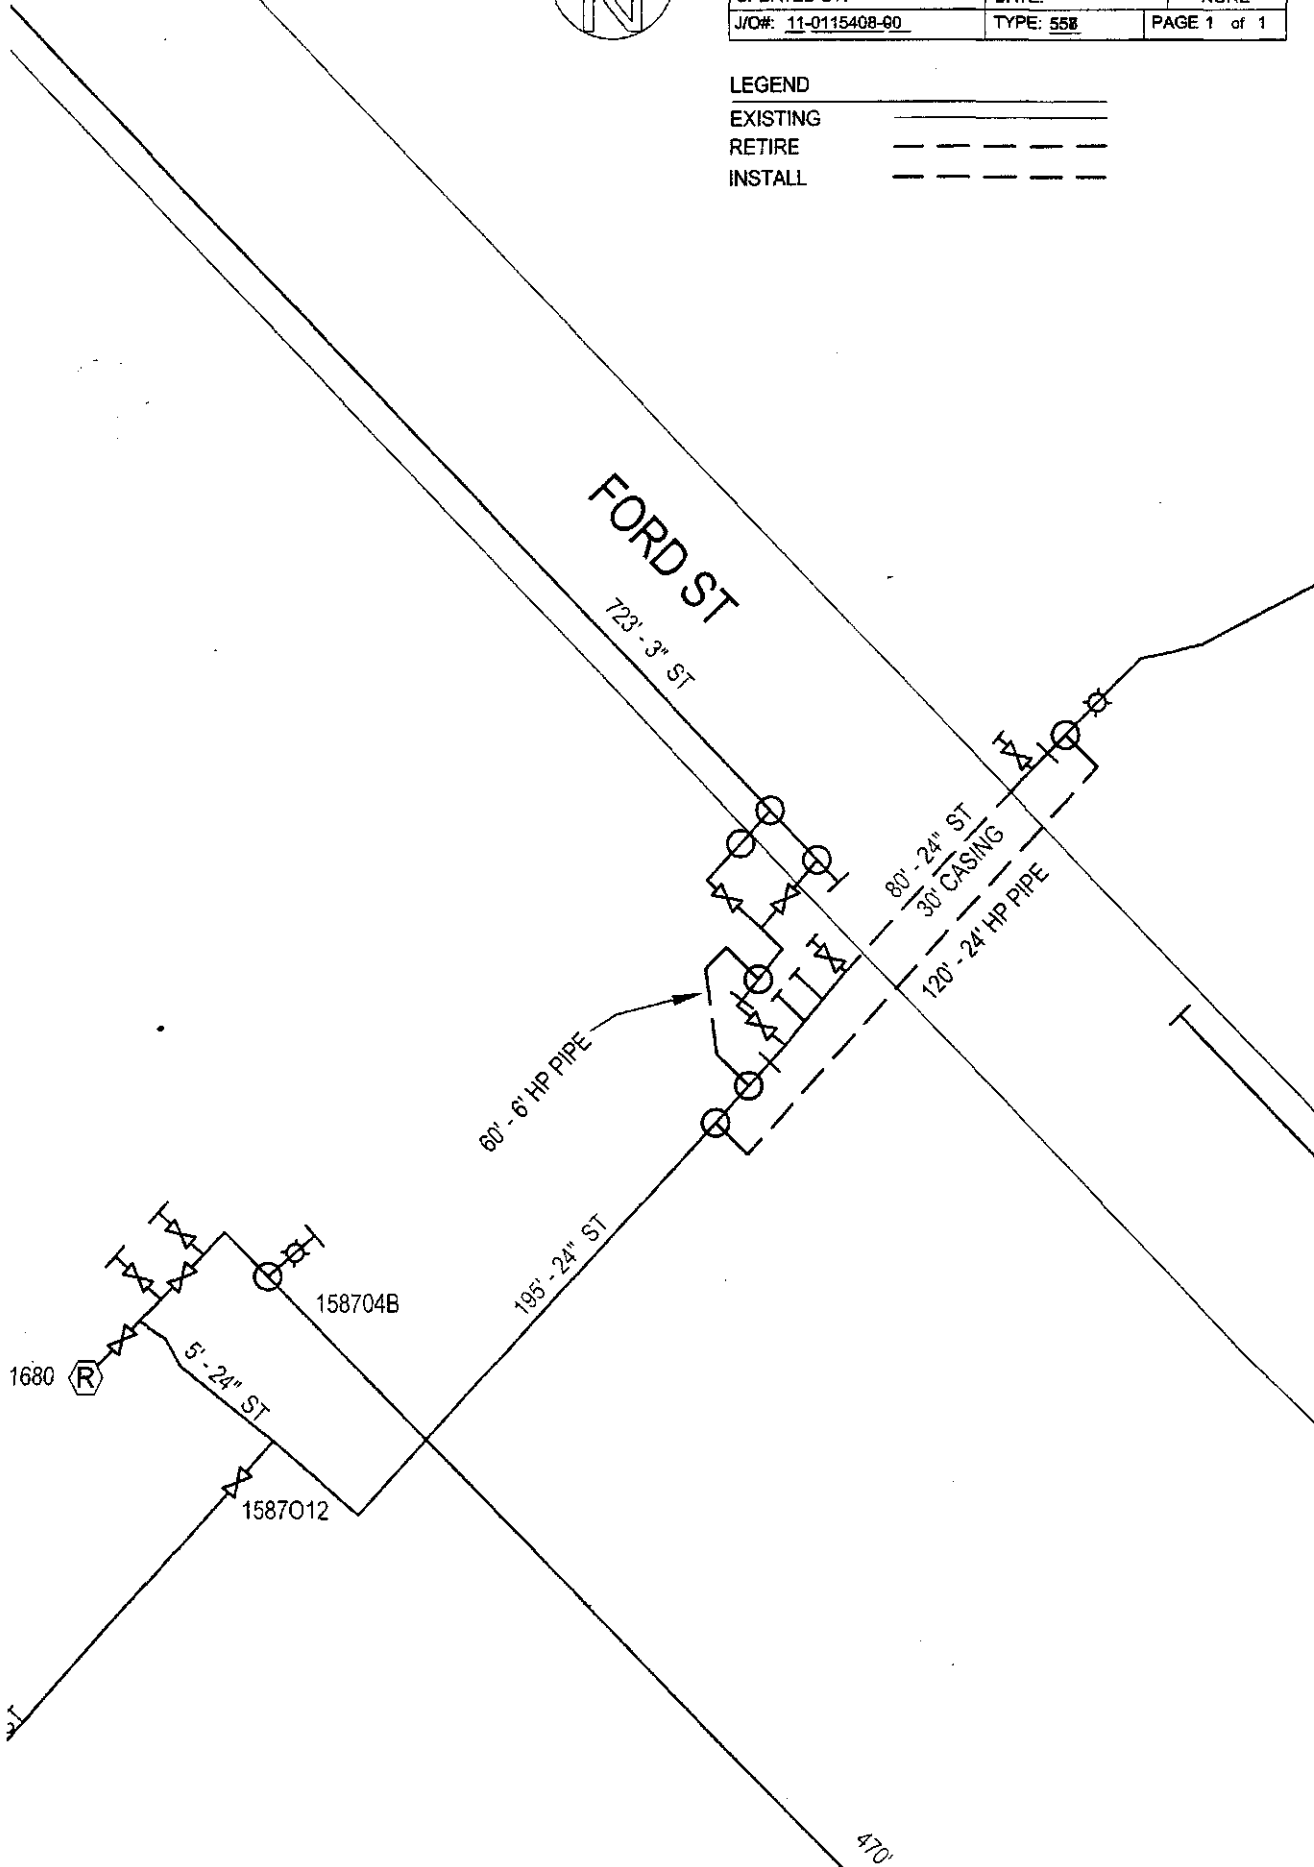 N
J/O#: 11-0115408-90
TYPE: 558
PAGE 1 of 1
LEGEND
EXISTING
RETIRE
INSTALL
FORD ST
723' - 3" ST
80' - 24" ST
30' CASING
120' - 24' HP PIPE
60' - 6' HP PIPE
195' - 24" ST
158704B
1680 R
5' - 24" ST
1587O12
470'